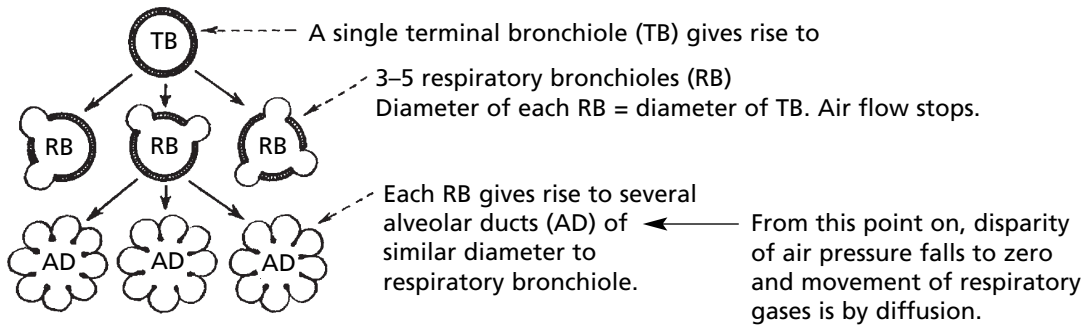 TB
A single terminal bronchiole (TB) gives rise to
3–5 respiratory bronchioles (RB)
Diameter of each RB = diameter of TB. Air flow stops.
RB
RB
RB
Each RB gives rise to several
alveolar ducts (AD) of
similar diameter to
respiratory bronchiole.
From this point on, disparity
of air pressure falls to zero
and movement of respiratory
gases is by diffusion.
AD
AD
AD